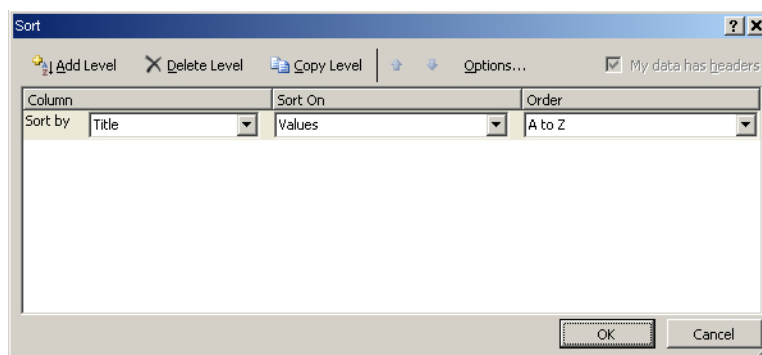 Sort
Add Level Delete Level Copy Level Options... My data has headers
Column Sort On Order
Sort by Title Values A to Z
OK Cancel